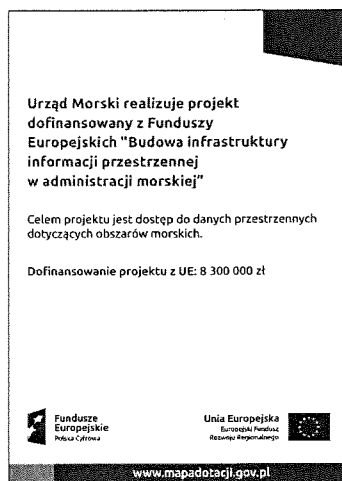 Urząd Morski realizuje projekt
dofinansowany z Funduszy
Europejskich "Budowa infrastruktury
informacji przestrzennej
w administracji morskiej"
Celem projektu jest dostęp do danych przestrzennych
dotyczących obszarów morskich.
Dofinansowanie projektu z UE: 8 300 000 zł
Fundusze
Europejskie
Polska Cyfrowa
Unia Europejska
Europejski Fundusz
Rozwoju Regionalnego
www.mapadotacji.gov.pl